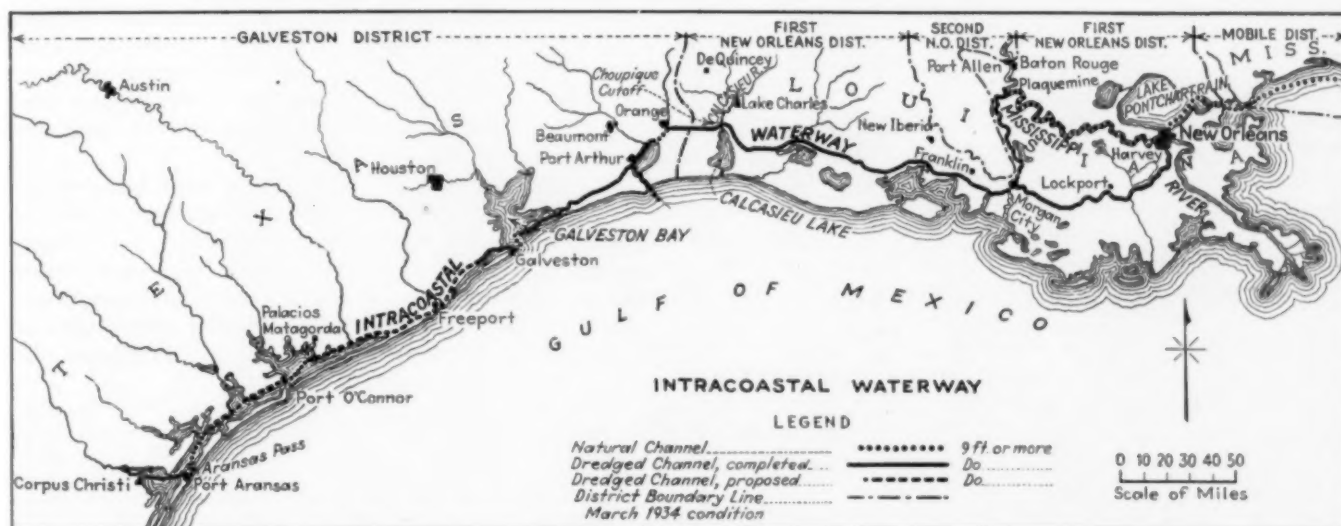 GALVESTON DISTRICT
FIRST
NEW ORLEANS DIST.
SECOND
N.O. DIST.
FIRST
NEW ORLEANS DIST.
MOBILE DIST.
MISS.
Austin
DeQuincey
Port Allen
Baton Rouge
Plaquemine
Choupique
Cutoff
CALCASIEUR.
LAKE
PONTCHARTRAIN
Orange
Lake Charles
LOUISIANA
Beaumont
WATERWAY
New Iberia
MISSISSIPPI
New Orleans
Port Arthur
Franklin
Harvey
Houston
Lockport
TEXAS
Morgan
City
RIVER
CALCASIEU LAKE
GALVESTON BAY
Galveston
INTRACOASTAL
Palacios
Matagorda
Freeport
GULF OF MEXICO
Port O'Connor
Aransas Pass
Corpus Christi
Port Aransas
INTRACOASTAL WATERWAY
LEGEND
Natural Channel 9 ft. or more
Dredged Channel, completed Do.
Dredged Channel, proposed Do.
District Boundary Line
March 1934 condition
0 10 20 30 40 50
Scale of Miles